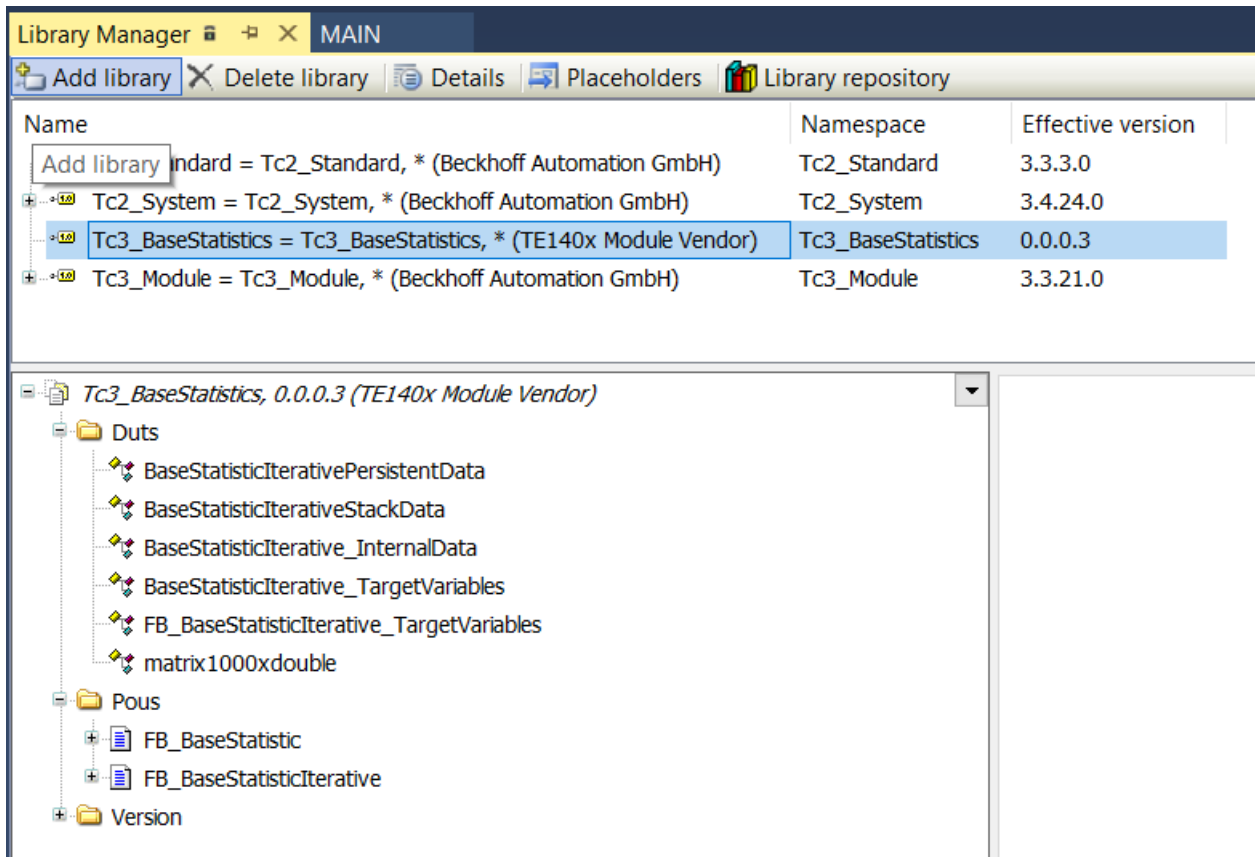 Library Manager MAIN
Add library Delete library Details Placeholders Library repository
Name Namespace Effective version
Add library ndard = Tc2_Standard, * (Beckhoff Automation GmbH) Tc2_Standard 3.3.3.0
Tc2_System = Tc2_System, * (Beckhoff Automation GmbH) Tc2_System 3.4.24.0
Tc3_BaseStatistics = Tc3_BaseStatistics, * (TE140x Module Vendor) Tc3_BaseStatistics 0.0.0.3
Tc3_Module = Tc3_Module, * (Beckhoff Automation GmbH) Tc3_Module 3.3.21.0
Tc3_BaseStatistics, 0.0.0.3 (TE140x Module Vendor)
Duts
BaseStatisticIterativePersistentData
BaseStatisticIterativeStackData
BaseStatisticIterative_InternalData
BaseStatisticIterative_TargetVariables
FB_BaseStatisticIterative_TargetVariables
matrix1000xdouble
Pous
FB_BaseStatistic
FB_BaseStatisticIterative
Version